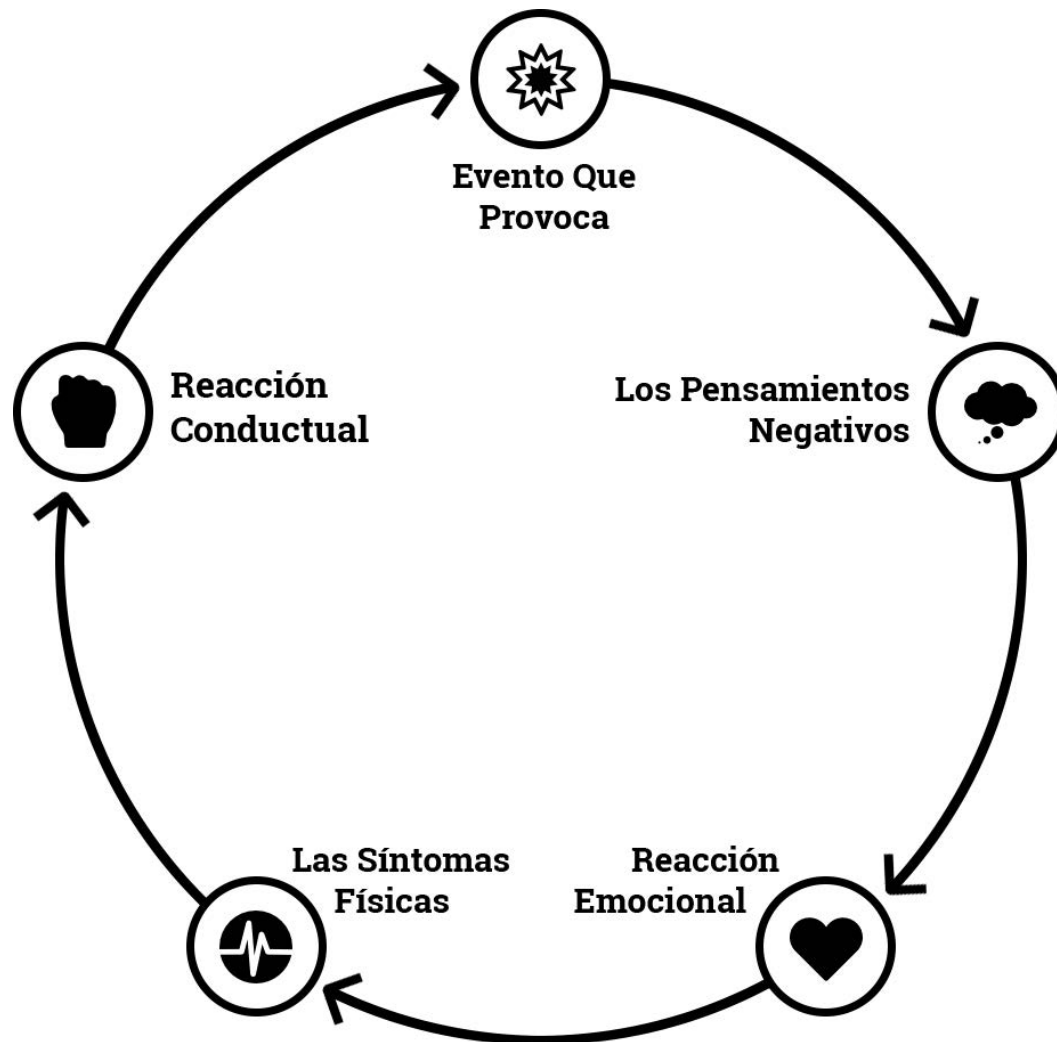 Evento Que
Provoca
Los Pensamientos
Negativos
Reacción
Emocional
Las Síntomas
Físicas
Reacción
Conductual